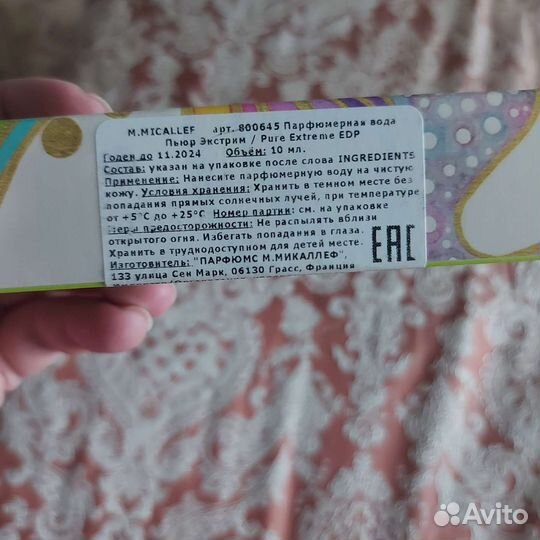 M.MICALLEF арт. 800645 Парфюмерная вода
Пьюр Экстрим / Pure Extreme EDP
Годен до 11.2024 Объём: 10 мл.
Состав: указан на упаковке после слова INGREDIENTS
Применение: Нанесите парфюмерную воду на чистую
кожу. Условия хранения: Хранить в темном месте без
попадания прямых солнечных лучей, при температуре
от +5°C до +25°C Номер партии: см. на упаковке
Меры предосторожности: Не распылять вблизи
открытого огня. Избегать попадания в глаза.
Хранить в труднодоступном для детей месте.
Изготовитель: "ПАРФЮМС М.МИКАЛЛЕФ",
133 улица Сен Марк, 06130 Грасс, Франция
EAC
Avito